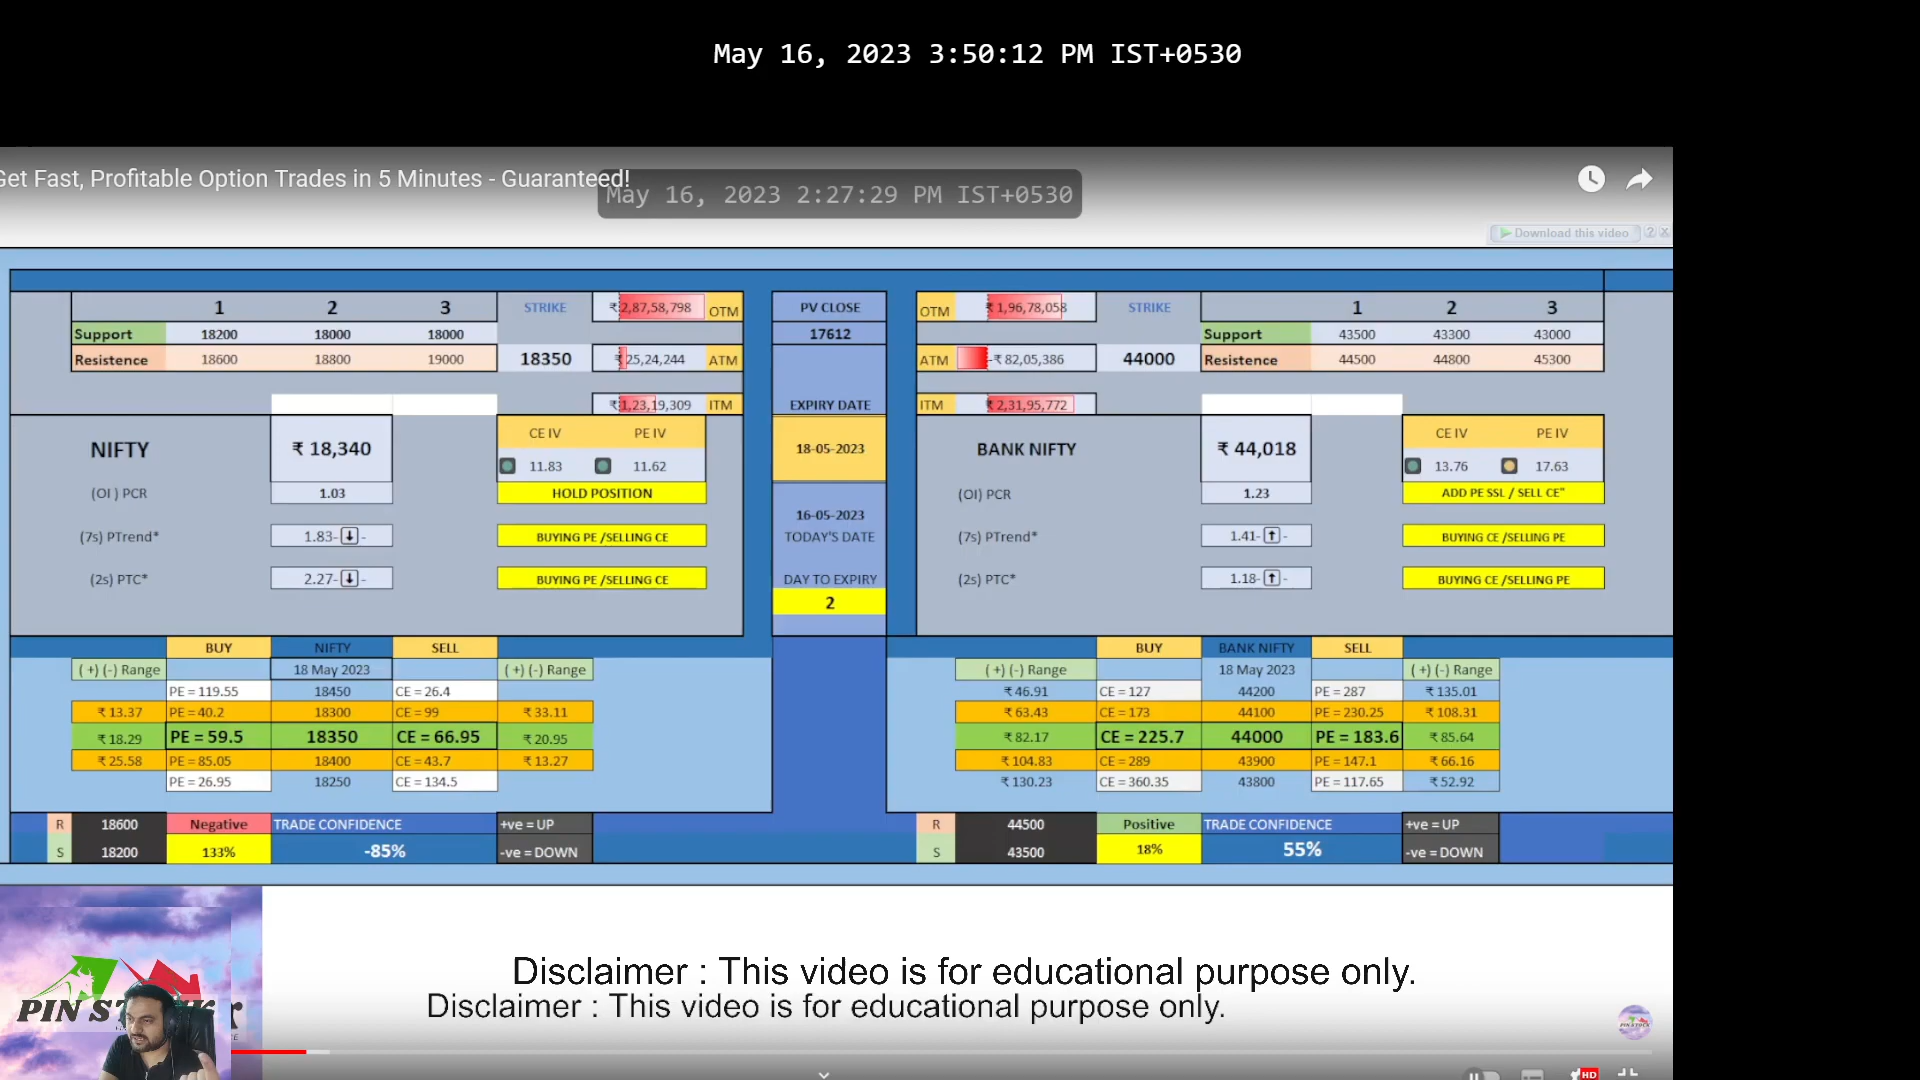 May 16, 2023 3:50:12 PM IST+0530
Get Fast, Profitable Option Trades in 5 Minutes - Guaranteed!
May 16, 2023 2:27:29 PM IST+0530
Download this video ? X
1 2 3 STRIKE ₹ 2,87,58,798 OTM PV CLOSE OTM ₹ 1,96,78,058 STRIKE 1 2 3
Support 18200 18000 18000 17612 Support 43500 43300 43000
Resistence 18600 18800 19000 18350 ₹ 25,24,244 ATM ATM -₹ 82,05,386 44000 Resistence 44500 44800 45300
₹ 1,23,19,309 ITM EXPIRY DATE ITM ₹ 2,31,95,772
CE IV PE IV CE IV PE IV
NIFTY ₹ 18,340 18-05-2023 BANK NIFTY ₹ 44,018
11.83 11.62 13.76 17.63
(OI ) PCR 1.03 HOLD POSITION (OI) PCR 1.23 ADD PE SSL / SELL CE"
16-05-2023
(7s) PTrend* 1.83-↓- BUYING PE /SELLING CE TODAY'S DATE (7s) PTrend* 1.41-↑- BUYING CE /SELLING PE
(2s) PTC* 2.27-↓- BUYING PE /SELLING CE DAY TO EXPIRY (2s) PTC* 1.18-↑- BUYING CE /SELLING PE
2
BUY NIFTY SELL BUY BANK NIFTY SELL
( +) (-) Range 18 May 2023 ( +) (-) Range ( +) (-) Range 18 May 2023 ( +) (-) Range
PE = 119.55 18450 CE = 26.4 ₹ 46.91 CE = 127 44200 PE = 287 ₹ 135.01
₹ 13.37 PE = 40.2 18300 CE = 99 ₹ 33.11 ₹ 63.43 CE = 173 44100 PE = 230.25 ₹ 108.31
₹ 18.29 PE = 59.5 18350 CE = 66.95 ₹ 20.95 ₹ 82.17 CE = 225.7 44000 PE = 183.6 ₹ 85.64
₹ 25.58 PE = 85.05 18400 CE = 43.7 ₹ 13.27 ₹ 104.83 CE = 289 43900 PE = 147.1 ₹ 66.16
PE = 26.95 18250 CE = 134.5 ₹ 130.23 CE = 360.35 43800 PE = 117.65 ₹ 52.92
R 18600 Negative TRADE CONFIDENCE +ve = UP R 44500 Positive TRADE CONFIDENCE +ve = UP
S 18200 133% -85% -ve = DOWN S 43500 18% 55% -ve = DOWN
Disclaimer : This video is for educational purpose only.
Disclaimer : This video is for educational purpose only.
PIN ST
HD